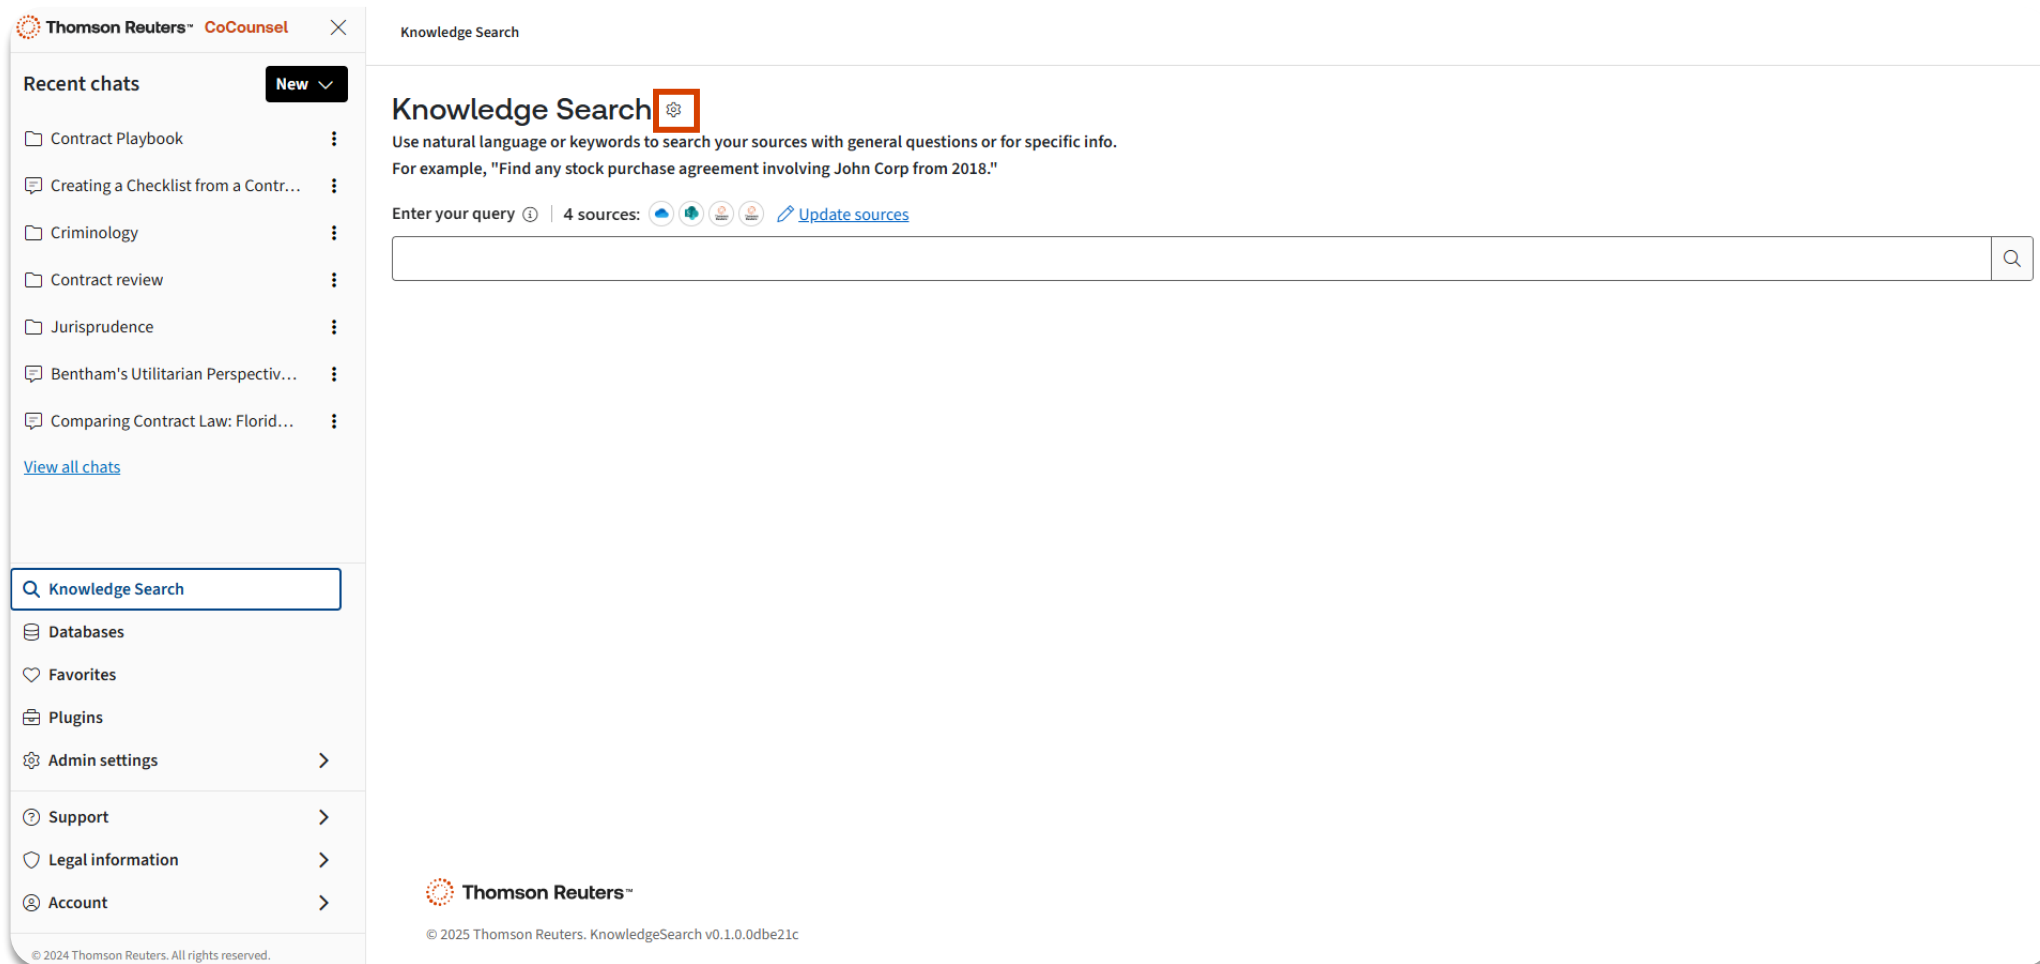 Thomson Reuters™ CoCounsel
Recent chats
New
Contract Playbook
Creating a Checklist from a Contr...
Criminology
Contract review
Jurisprudence
Bentham's Utilitarian Perspectiv...
Comparing Contract Law: Florid...
View all chats
Knowledge Search
Databases
Favorites
Plugins
Admin settings
Support
Legal information
Account
© 2024 Thomson Reuters. All rights reserved.
Knowledge Search
Knowledge Search
Use natural language or keywords to search your sources with general questions or for specific info.
For example, "Find any stock purchase agreement involving John Corp from 2018."
Enter your query | 4 sources: Update sources
Thomson Reuters™
© 2025 Thomson Reuters. KnowledgeSearch v0.1.0.0dbe21c